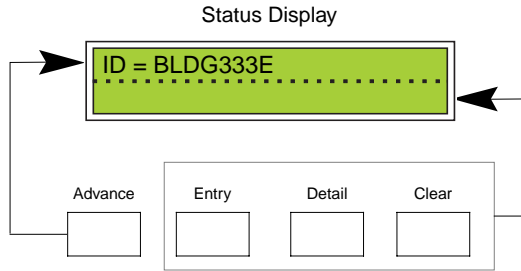 Status Display
ID = BLDG333E
Advance Entry Detail Clear